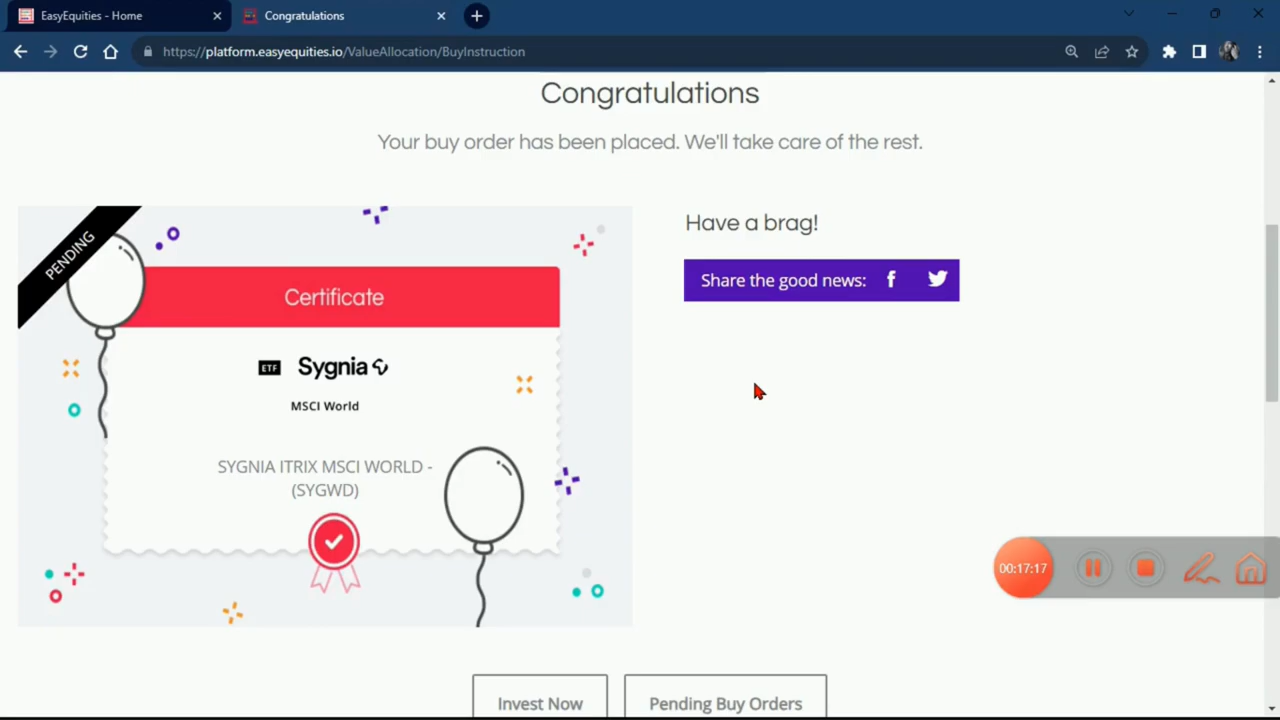 EasyEquities - Home
Congratulations
https://platform.easyequities.io/ValueAllocation/BuyInstruction
Congratulations
Your buy order has been placed. We'll take care of the rest.
PENDING
Certificate
ETF Sygnia
MSCI World
SYGNIA ITRIX MSCI WORLD -
(SYGWD)
Have a brag!
Share the good news:
00:17:17
Invest Now
Pending Buy Orders